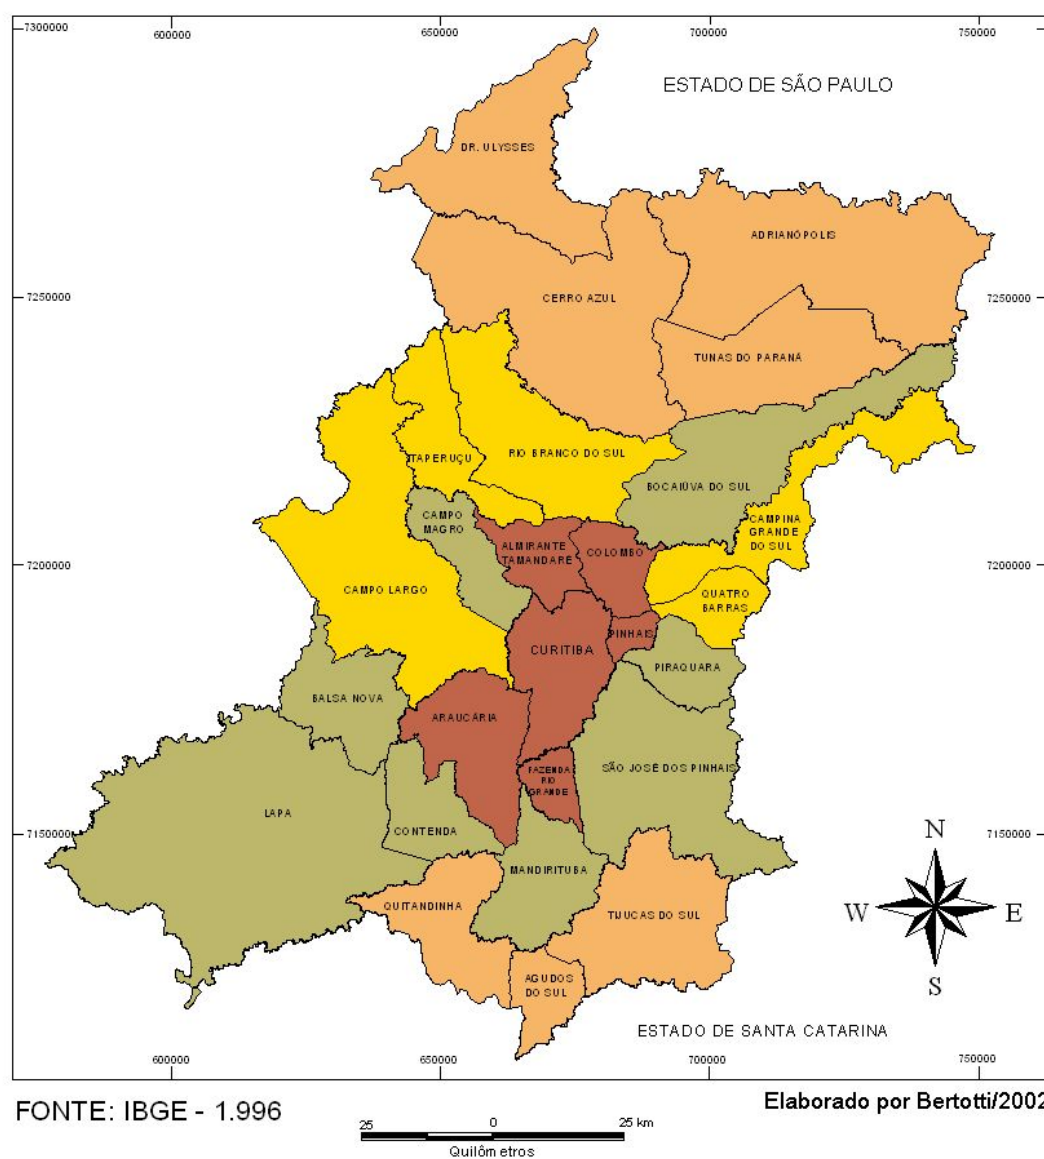 7300000
600000
650000
700000
750000
7300000
ESTADO DE SÃO PAULO
DR. ULYSSES
ADRIANÓPOLIS
7250000
CERRO AZUL
7250000
TUNAS DO PARANÁ
ITAPERUÇU
RIO BRANCO DO SUL
BOCAIÚVA DO SUL
CAMPO
MAGRO
CAMPINA
GRANDE
DO SUL
ALMIRANTE
TAMANDARÉ
COLOMBO
7200000
7200000
CAMPO LARGO
QUATRO
BARRAS
PINHAIS
CURITIBA
PIRAQUARA
BALSA NOVA
ARAUCÁRIA
FAZENDA
RIO
GRANDE
SÃO JOSÉ DOS PINHAIS
LAPA
7150000
CONTENDA
7150000
MANDIRITUBA
N
W
E
S
QUITANDINHA
TIJUCAS DO SUL
AGUDOS
DO SUL
ESTADO DE SANTA CATARINA
600000
650000
700000
750000
FONTE: IBGE - 1.996
Elaborado por Bertotti/2002
25
0
25 km
Quilômetros